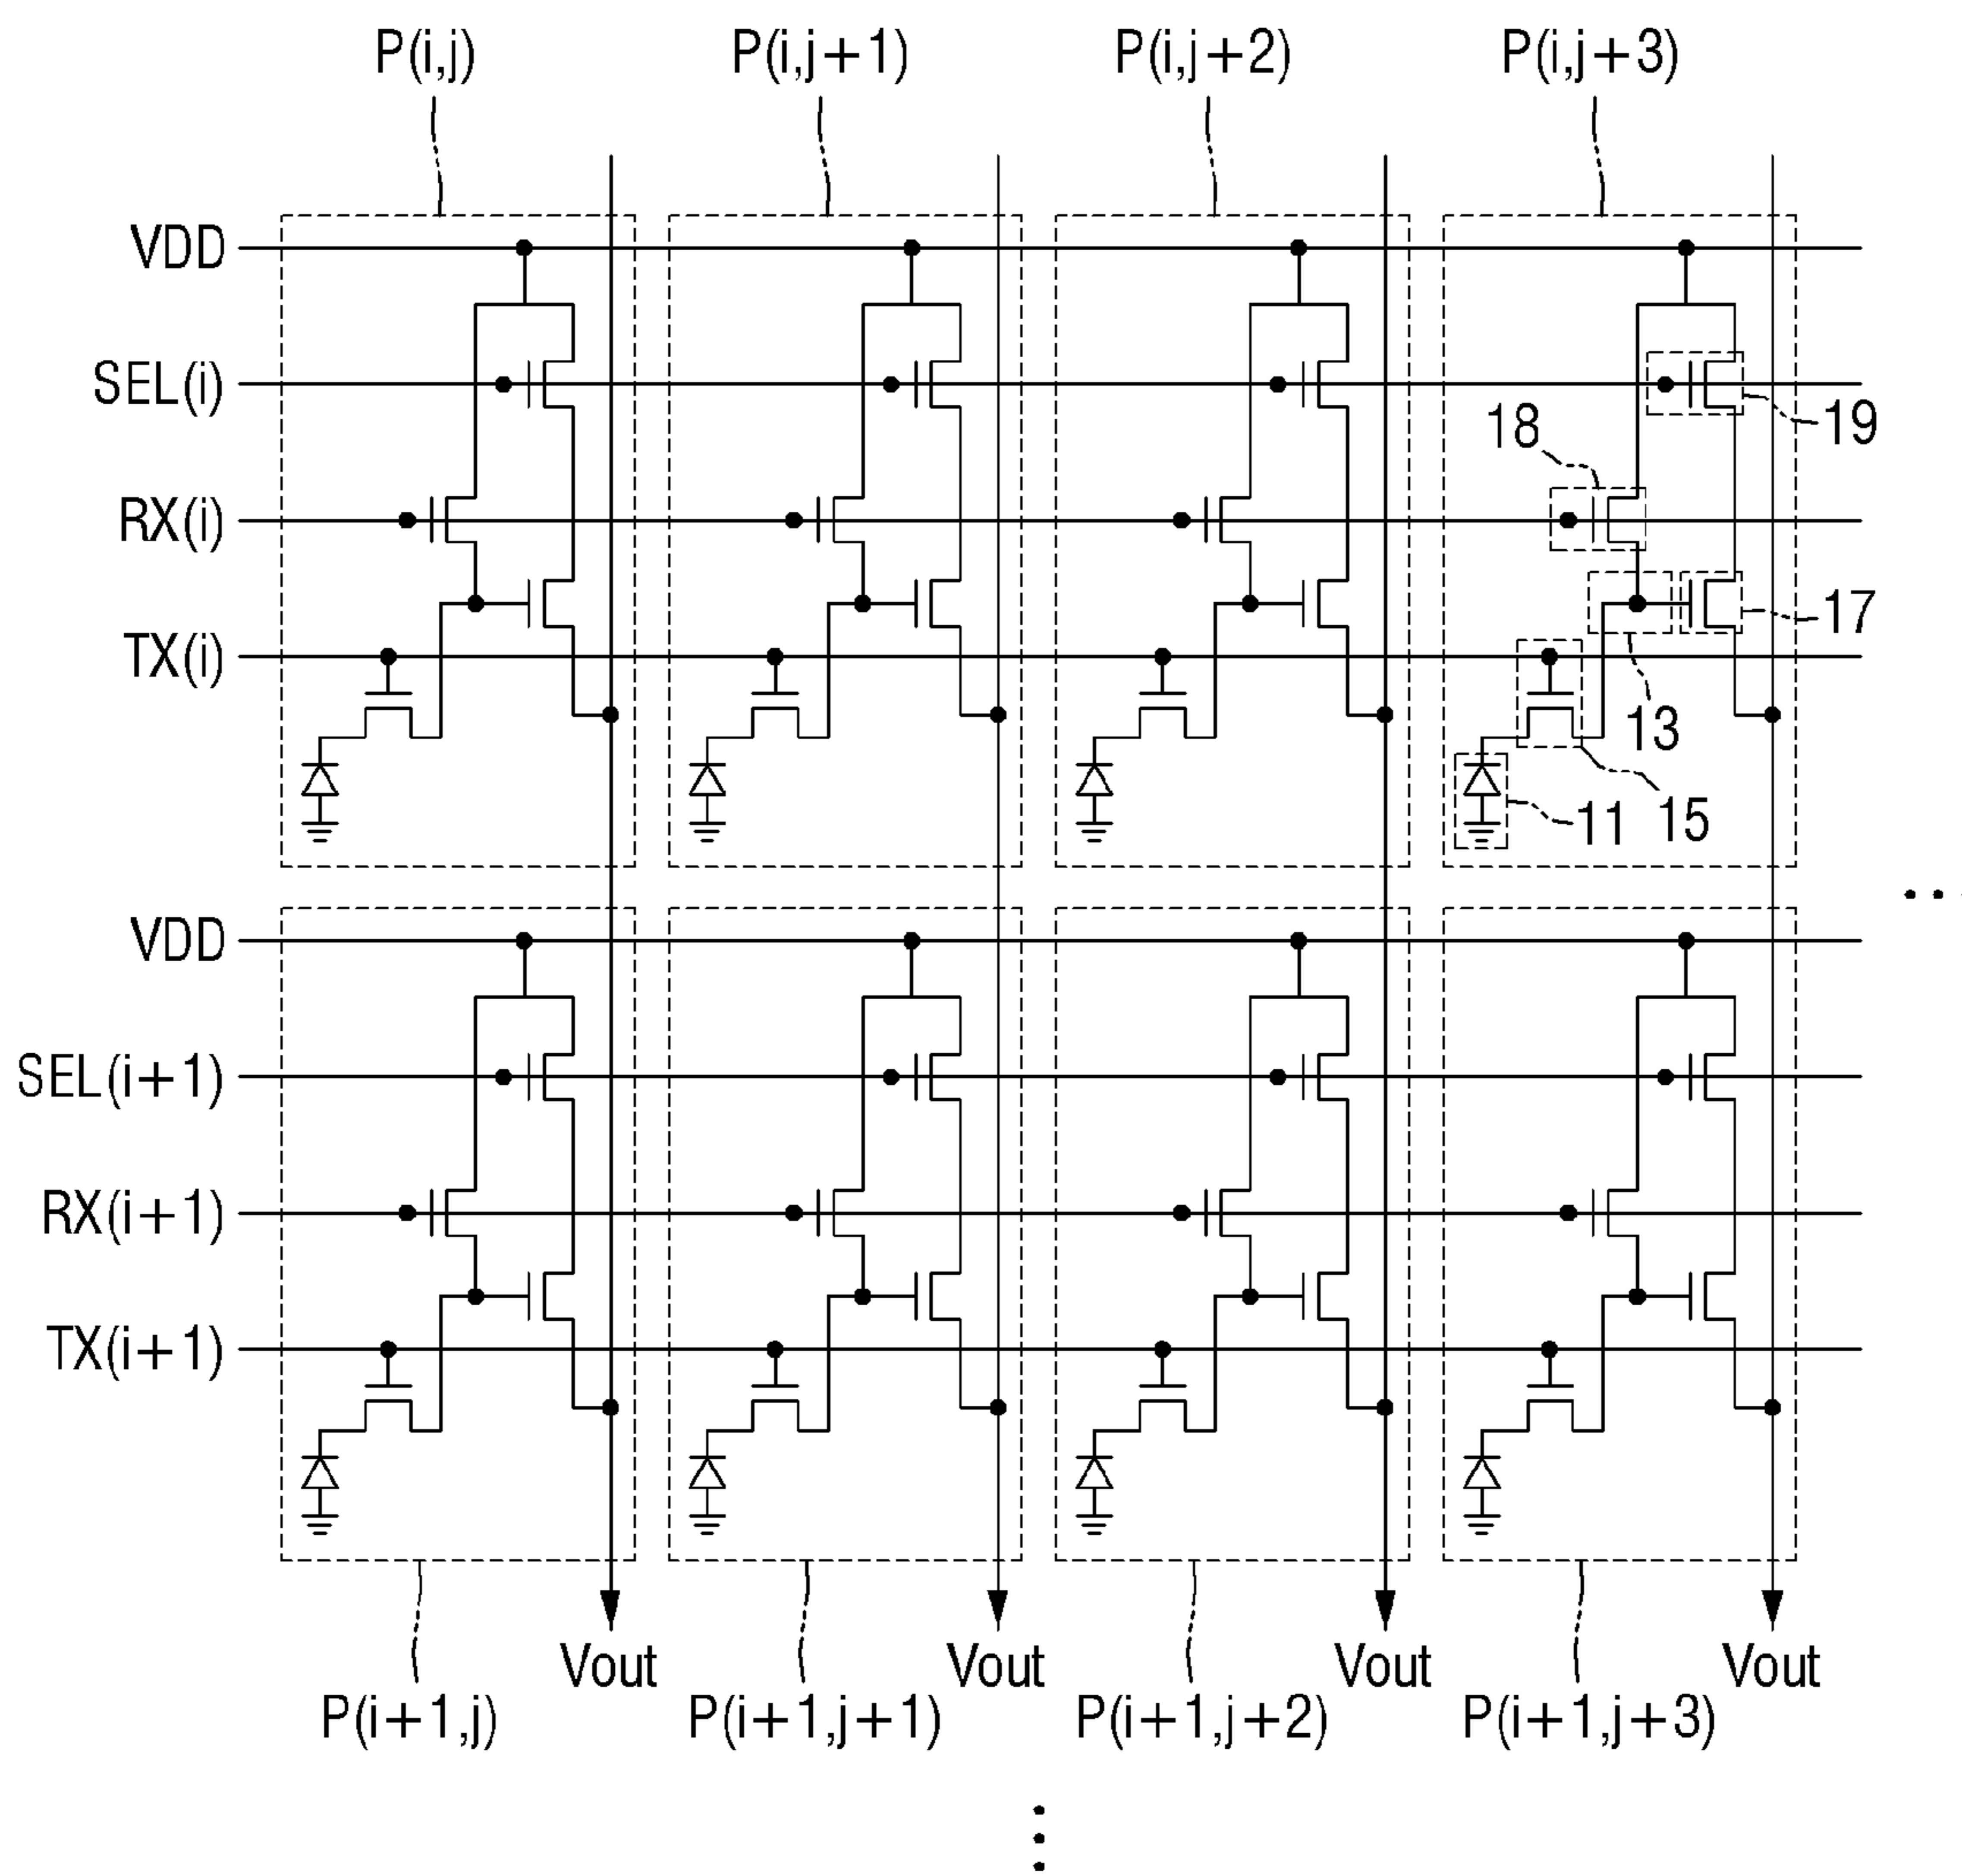 P(i,j) P(i,j+1) P(i,j+2) P(i,j+3)
VDD
SEL(i)
18 19
RX(i)
17
TX(i)
13
11 15
VDD
SEL(i+1)
RX(i+1)
TX(i+1)
Vout Vout Vout Vout
P(i+1,j) P(i+1,j+1) P(i+1,j+2) P(i+1,j+3)